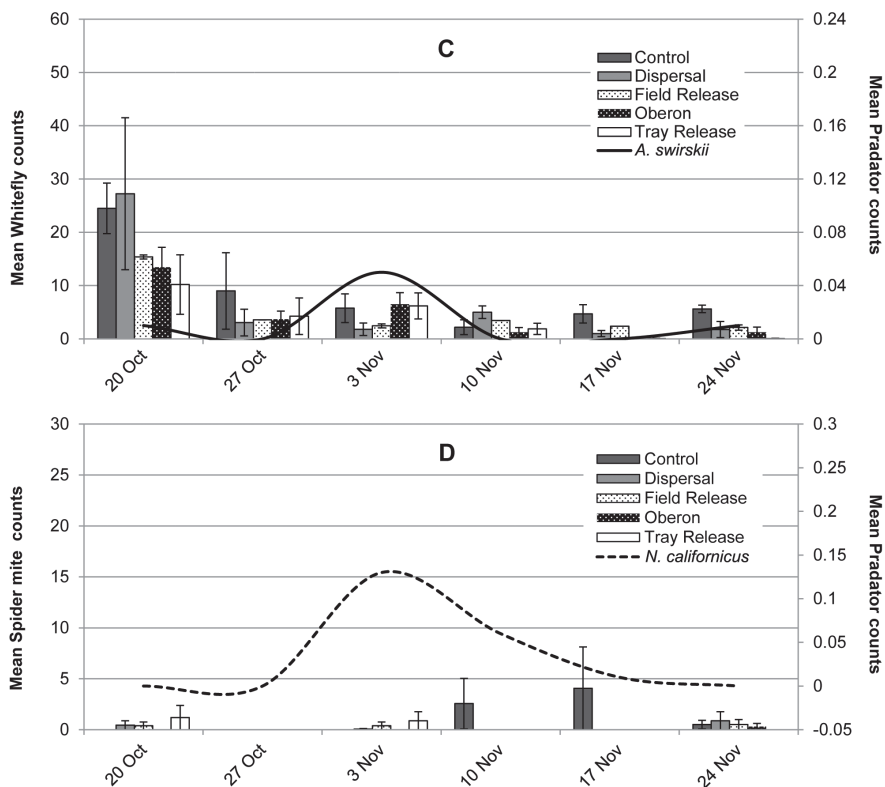 C
60
50
40
30
20
10
0
Mean Whitefly counts
0.24
0.2
0.16
0.12
0.08
0.04
0
Mean Pradator counts
Control
Dispersal
Field Release
Oberon
Tray Release
A. swirskii
20 Oct
27 Oct
3 Nov
10 Nov
17 Nov
24 Nov
D
30
25
20
15
10
5
0
Mean Spider mite counts
0.3
0.25
0.2
0.15
0.1
0.05
0
-0.05
Mean Pradator counts
Control
Dispersal
Field Release
Oberon
Tray Release
N. californicus
20 Oct
27 Oct
3 Nov
10 Nov
17 Nov
24 Nov